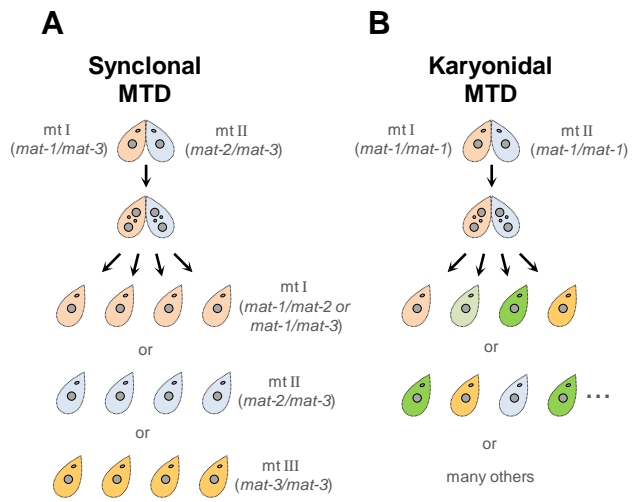 A
Synclonal
MTD
mt I
(mat-1/mat-3)
mt II
(mat-2/mat-3)
mt I
(mat-1/mat-2 or
mat-1/mat-3)
or
mt II
(mat-2/mat-3)
or
mt III
(mat-3/mat-3)
B
Karyonidal
MTD
mt I
(mat-1/mat-1)
mt II
(mat-1/mat-1)
or
...
or
many others